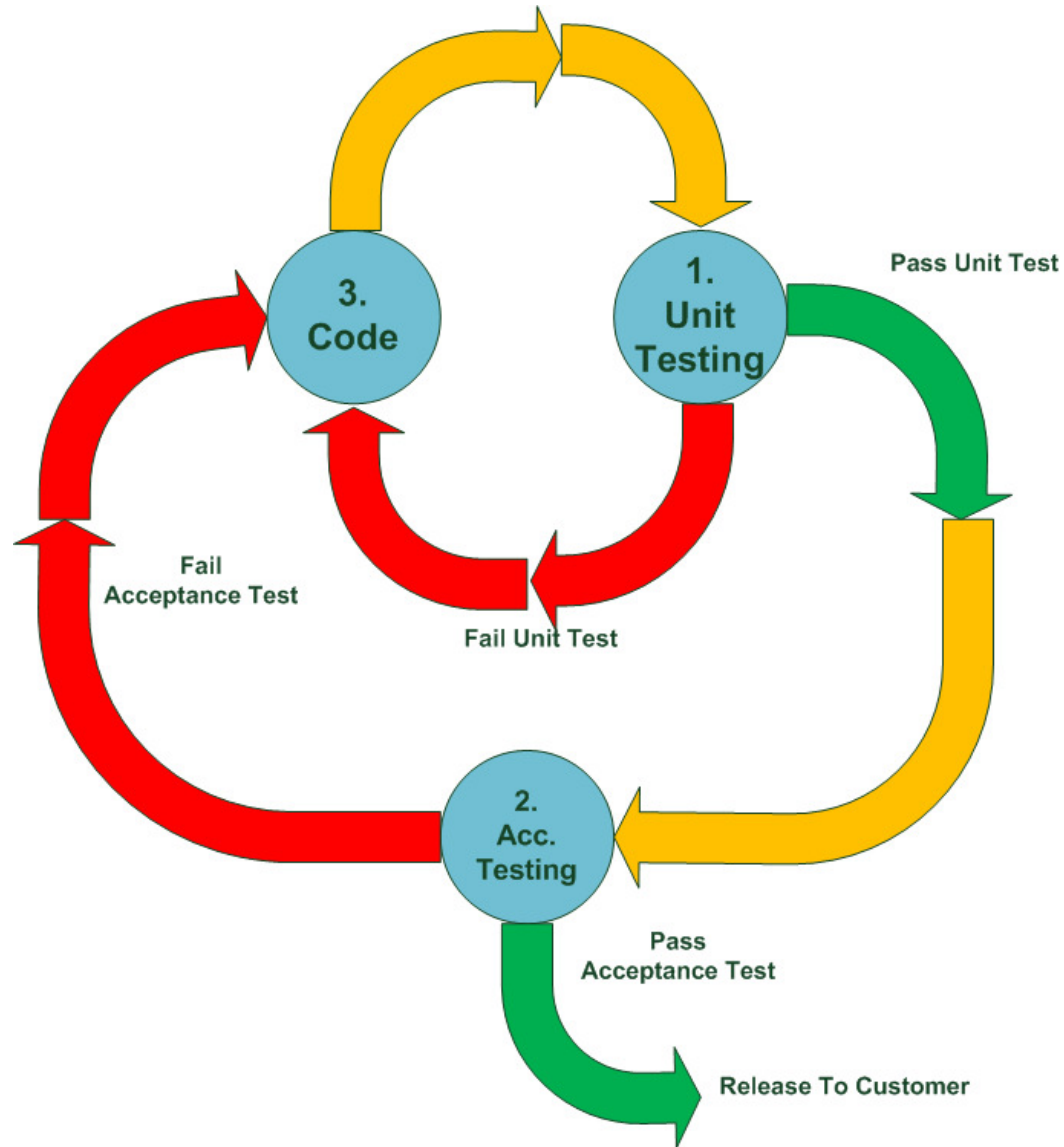 3.
Code
1.
Unit
Testing
Pass Unit Test
Fail
Acceptance Test
Fail Unit Test
2.
Acc.
Testing
Pass
Acceptance Test
Release To Customer